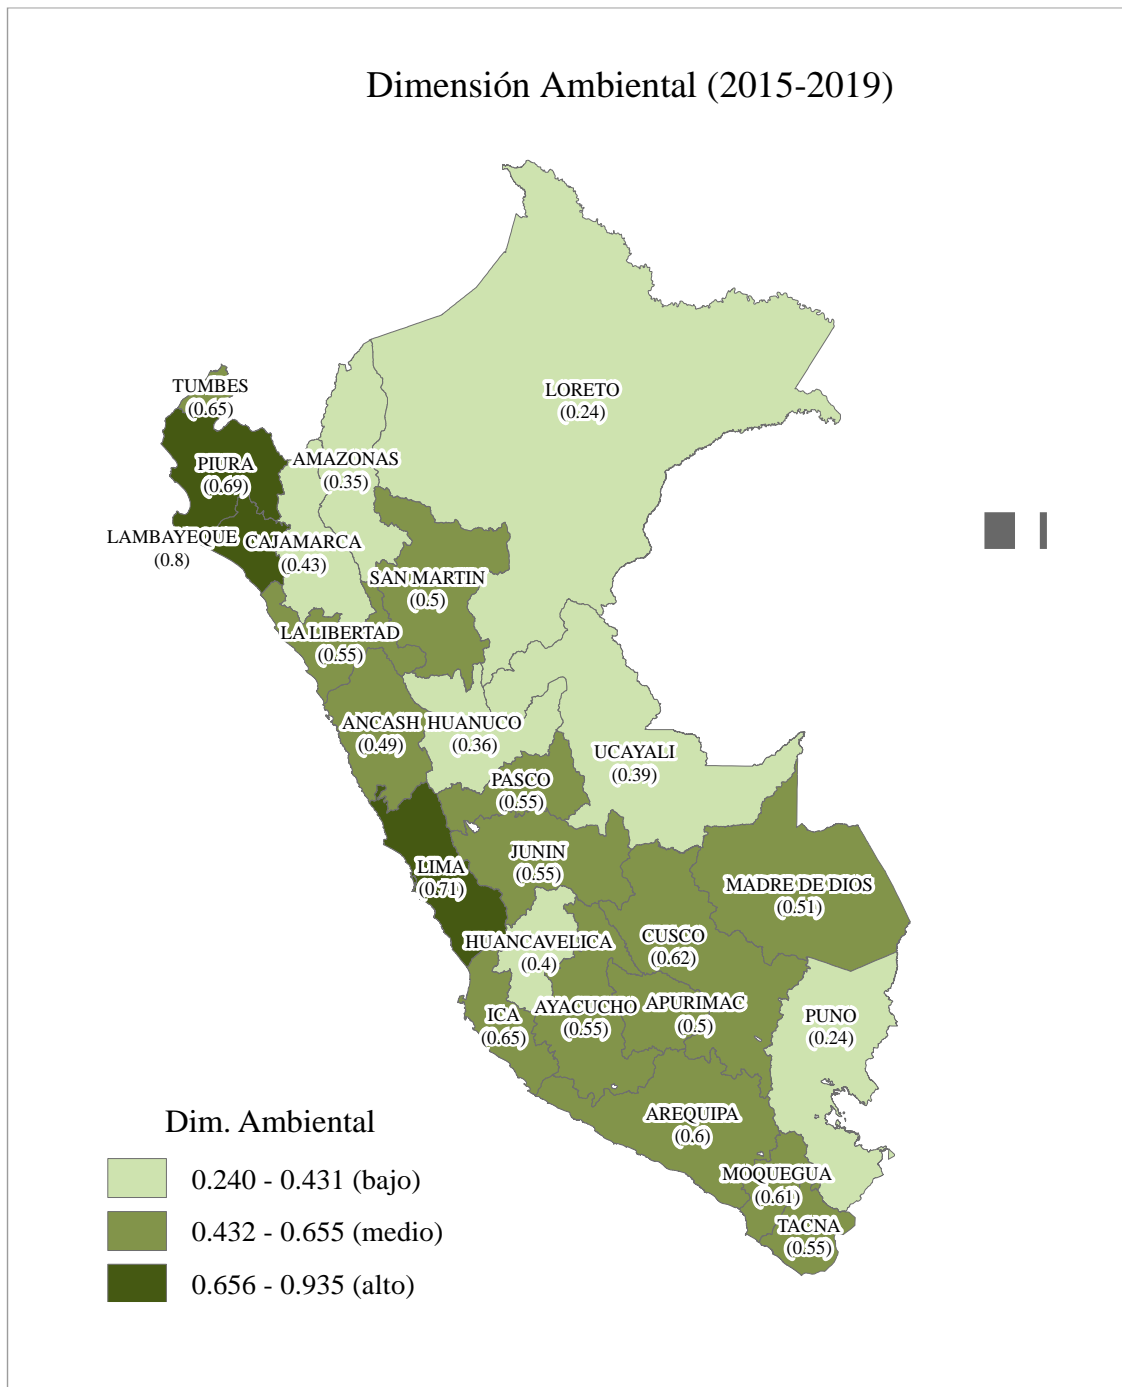 Dimensión Ambiental (2015-2019)
LORETO
(0.24)
TUMBES
(0.65)
AMAZONAS
(0.35)
PIURA
(0.69)
LAMBAYEQUE
(0.8)
CAJAMARCA
(0.43)
SAN MARTIN
(0.5)
LA LIBERTAD
(0.55)
ANCASH
(0.49)
HUANUCO
(0.36)
UCAYALI
(0.39)
PASCO
(0.55)
JUNIN
(0.55)
LIMA
(0.71)
MADRE DE DIOS
(0.51)
HUANCAVELICA
(0.4)
CUSCO
(0.62)
ICA
(0.65)
AYACUCHO
(0.55)
APURIMAC
(0.5)
PUNO
(0.24)
AREQUIPA
(0.6)
MOQUEGUA
(0.61)
TACNA
(0.55)
Dim. Ambiental
0.240 - 0.431 (bajo)
0.432 - 0.655 (medio)
0.656 - 0.935 (alto)